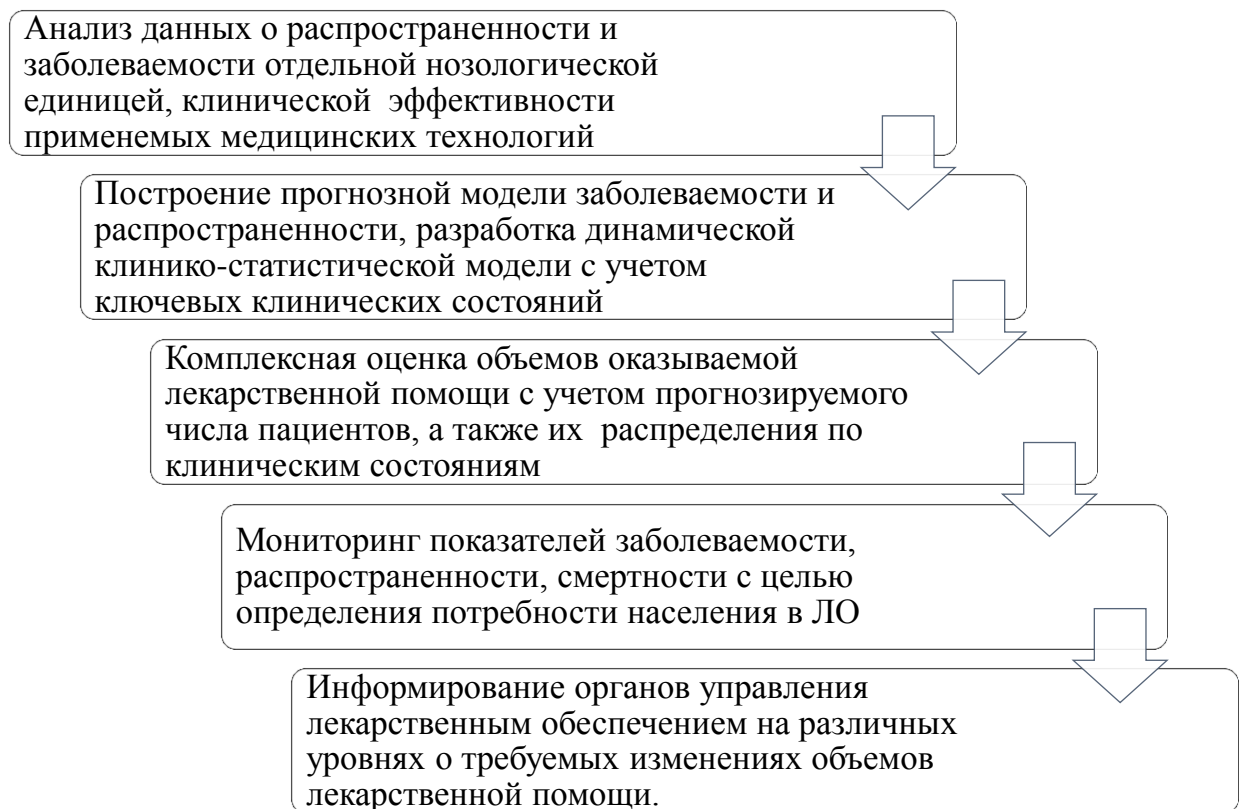 Анализ данных о распространенности и
заболеваемости отдельной нозологической
единицей, клинической эффективности
применемых медицинских технологий
Построение прогнозной модели заболеваемости и
распространенности, разработка динамической
клинико-статистической модели с учетом
ключевых клинических состояний
Комплексная оценка объемов оказываемой
лекарственной помощи с учетом прогнозируемого
числа пациентов, а также их распределения по
клиническим состояниям
Мониторинг показателей заболеваемости,
распространенности, смертности с целью
определения потребности населения в ЛО
Информирование органов управления
лекарственным обеспечением на различных
уровнях о требуемых изменениях объемов
лекарственной помощи.